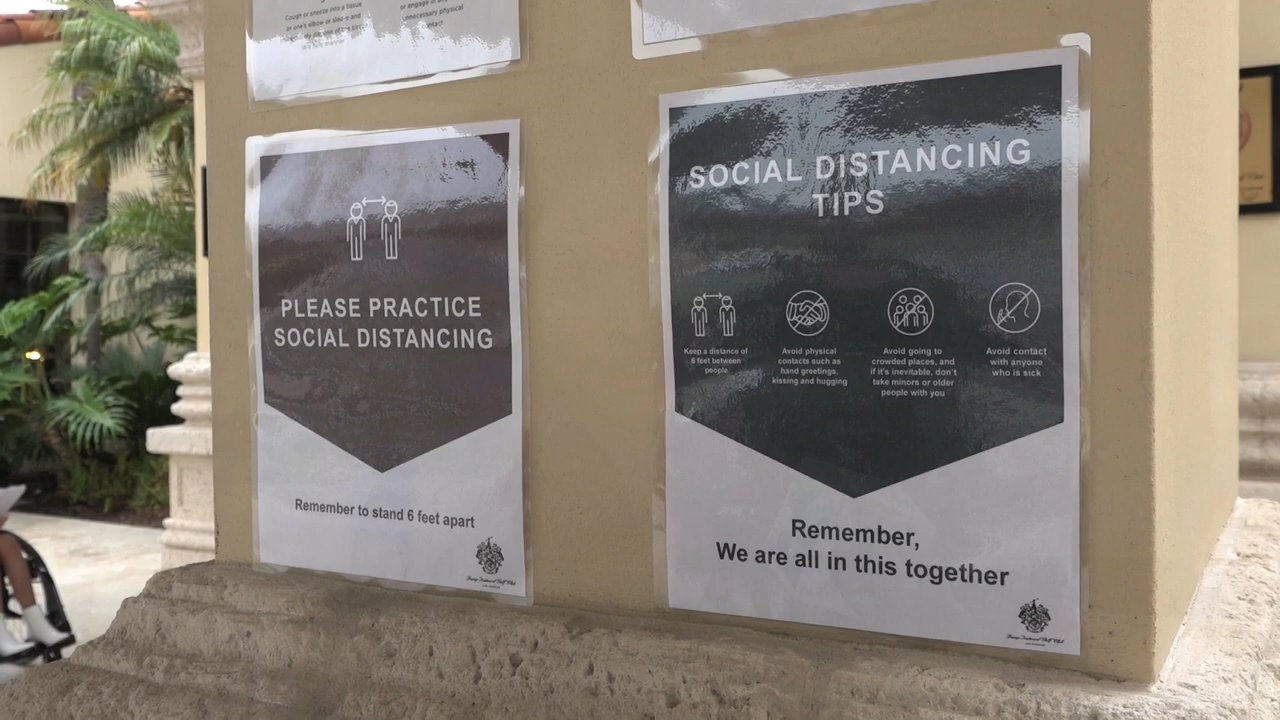 Cough or sneeze into a tissue
or one's elbow or sleeve and
or engage in any
unnecessary physical
contact
PLEASE PRACTICE
SOCIAL DISTANCING
Remember to stand 6 feet apart
SOCIAL DISTANCING
TIPS
Keep a distance of
6 feet between
people
Avoid physical
contacts such as
hand greetings,
kissing and hugging
Avoid going to
crowded places, and
if it's inevitable, don't
take minors or older
people with you
Avoid contact
with anyone
who is sick
Remember,
We are all in this together